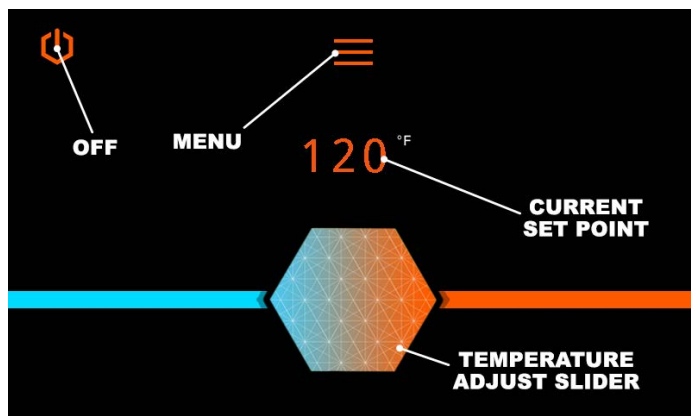 OFF
MENU
120 °F
CURRENT
SET POINT
TEMPERATURE
ADJUST SLIDER